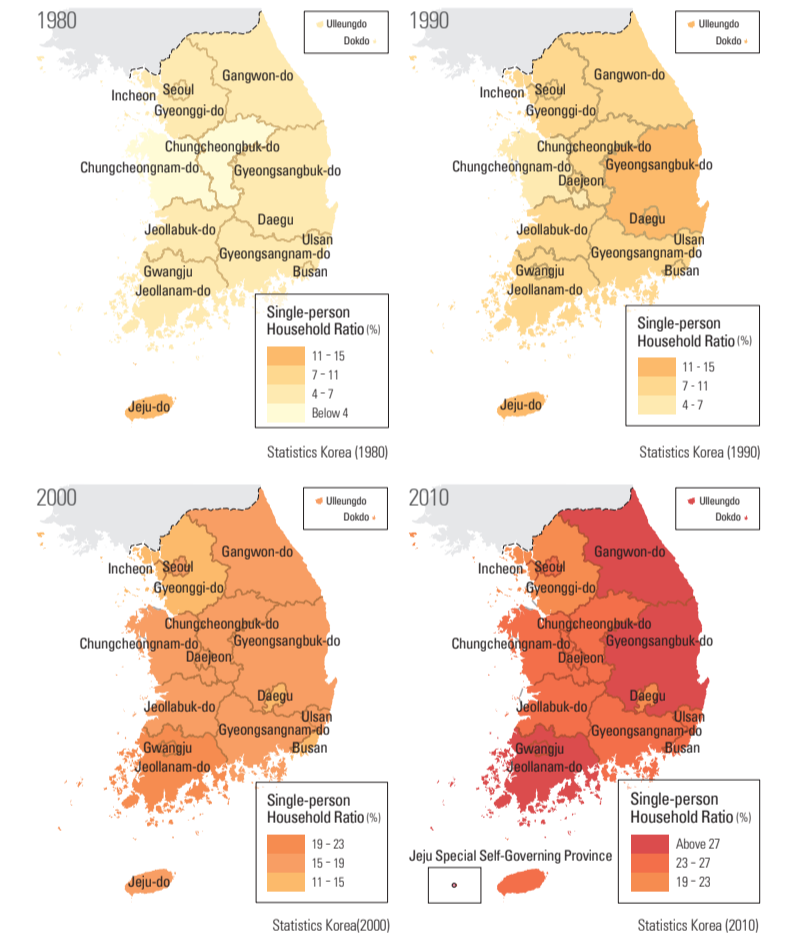 1980
Ulleungdo
Dokdo
Gangwon-do
Seoul
Incheon
Gyeonggi-do
Chungcheongbuk-do
Chungcheongnam-do
Gyeongsangbuk-do
Daegu
Jeollabuk-do
Ulsan
Gyeongsangnam-do
Gwangju
Busan
Jeollanam-do
Single-person
Household Ratio (%)
11 - 15
7 - 11
4 - 7
Below 4
Jeju-do
Statistics Korea (1980)
1990
Ulleungdo
Dokdo
Gangwon-do
Seoul
Incheon
Gyeonggi-do
Chungcheongbuk-do
Chungcheongnam-do
Gyeongsangbuk-do
Daejeon
Daegu
Jeollabuk-do
Ulsan
Gyeongsangnam-do
Gwangju
Busan
Jeollanam-do
Single-person
Household Ratio (%)
11 - 15
7 - 11
4 - 7
Jeju-do
Statistics Korea (1990)
2000
Ulleungdo
Dokdo
Gangwon-do
Incheon
Seoul
Gyeonggi-do
Chungcheongbuk-do
Chungcheongnam-do
Gyeongsangbuk-do
Daejeon
Daegu
Jeollabuk-do
Ulsan
Gyeongsangnam-do
Gwangju
Busan
Jeollanam-do
Single-person
Household Ratio (%)
19 - 23
15 - 19
11 - 15
Jeju-do
Statistics Korea(2000)
2010
Ulleungdo
Dokdo
Gangwon-do
Incheon
Seoul
Gyeonggi-do
Chungcheongbuk-do
Chungcheongnam-do
Gyeongsangbuk-do
Daejeon
Daegu
Jeollabuk-do
Ulsan
Gyeongsangnam-do
Gwangju
Busan
Jeollanam-do
Single-person
Household Ratio (%)
Above 27
23 - 27
19 - 23
Jeju Special Self-Governing Province
Statistics Korea (2010)